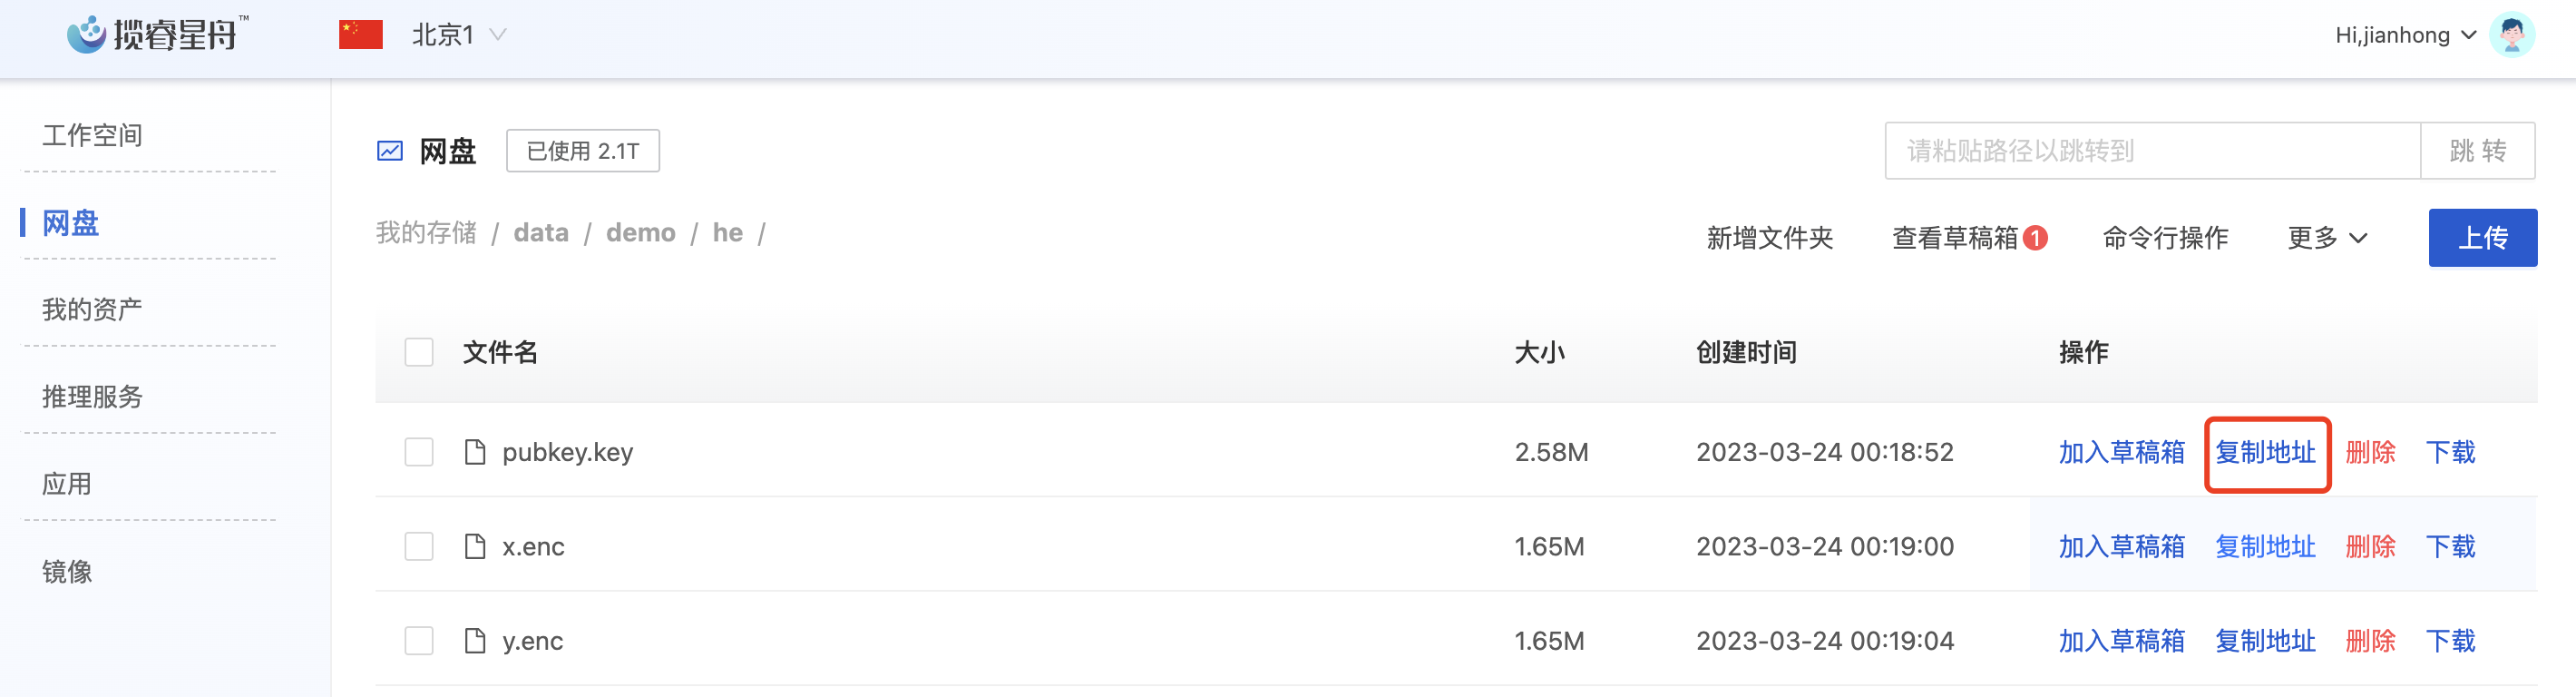 揽睿星舟™
北京1
Hi,jianhong
工作空间
网盘
我的资产
推理服务
应用
镜像
网盘
已使用 2.1T
请粘贴路径以跳转到
跳 转
我的存储 / data / demo / he /
新增文件夹
查看草稿箱 1
命令行操作
更多
上传
文件名 大小 创建时间 操作
pubkey.key 2.58M 2023-03-24 00:18:52 加入草稿箱 复制地址 删除 下载
x.enc 1.65M 2023-03-24 00:19:00 加入草稿箱 复制地址 删除 下载
y.enc 1.65M 2023-03-24 00:19:04 加入草稿箱 复制地址 删除 下载